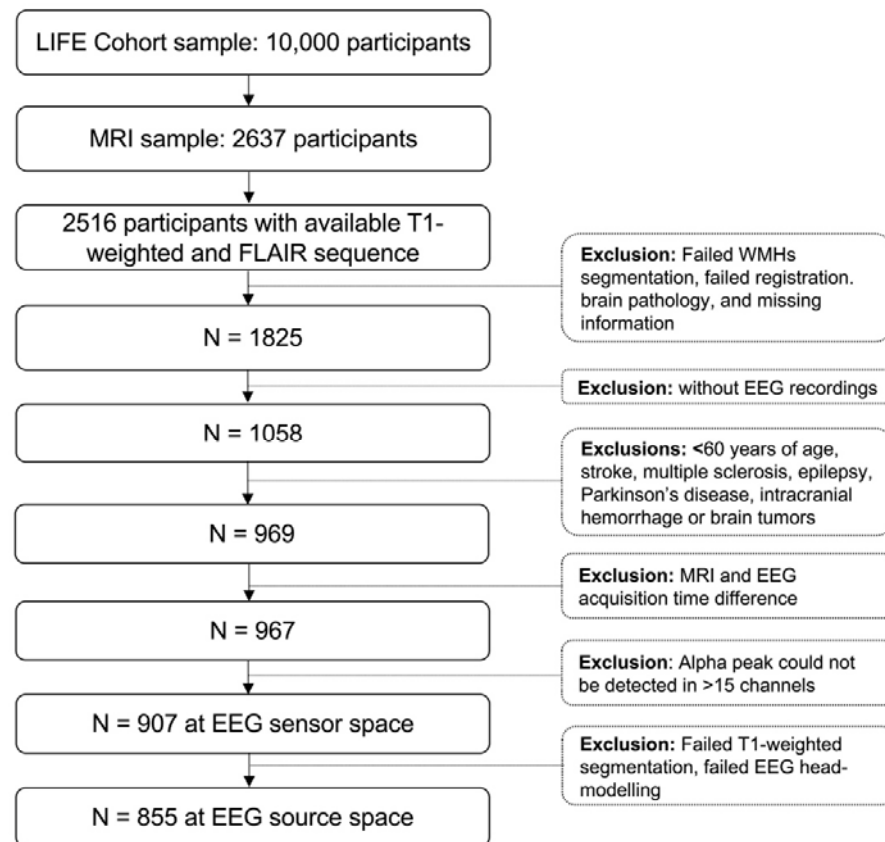 LIFE Cohort sample: 10,000 participants
MRI sample: 2637 participants
2516 participants with available T1-
weighted and FLAIR sequence
Exclusion: Failed WMHs
segmentation, failed registration.
brain pathology, and missing
information
N = 1825
Exclusion: without EEG recordings
N = 1058
Exclusions: <60 years of age,
stroke, multiple sclerosis, epilepsy,
Parkinson's disease, intracranial
hemorrhage or brain tumors
N = 969
Exclusion: MRI and EEG
acquisition time difference
N = 967
Exclusion: Alpha peak could not
be detected in >15 channels
N = 907 at EEG sensor space
Exclusion: Failed T1-weighted
segmentation, failed EEG head-
modelling
N = 855 at EEG source space